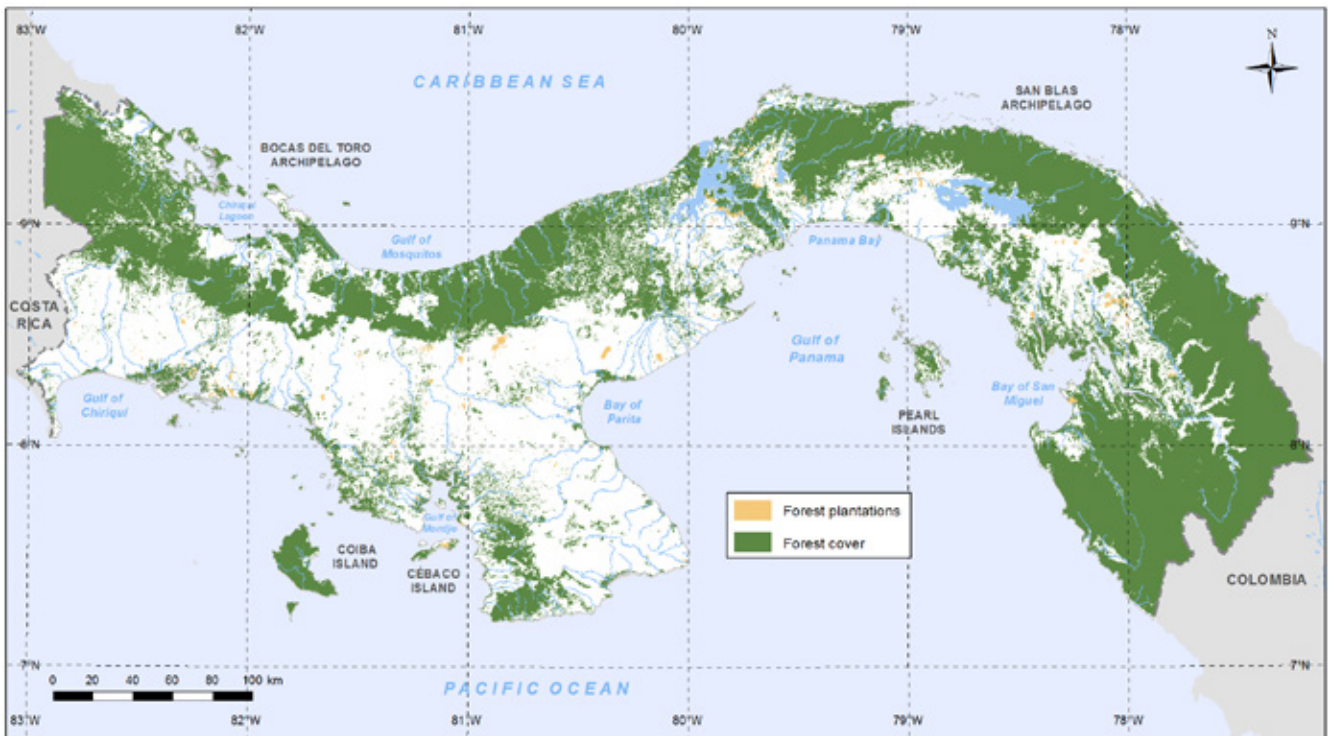 83°W 82°W 81°W 80°W 79°W 78°W
N
CARIBBEAN SEA
SAN BLAS
ARCHIPELAGO
BOCAS DEL TORO
ARCHIPELAGO
Chiriquí
Lagoon
9°N
9°N
Gulf of
Mosquitos
Panama Bay
COSTA
RICA
Gulf of
Panama
Gulf of
Chiriquí
Bay of
Parita
Bay of San
Miguel
PEARL
ISLANDS
8°N
8°N
Forest plantations
Forest cover
Gulf of
Montijo
COIBA
ISLAND
CÉBACO
ISLAND
COLOMBIA
7°N
7°N
0 20 40 60 80 100 km
PACIFIC OCEAN
83°W 82°W 81°W 80°W 79°W 78°W